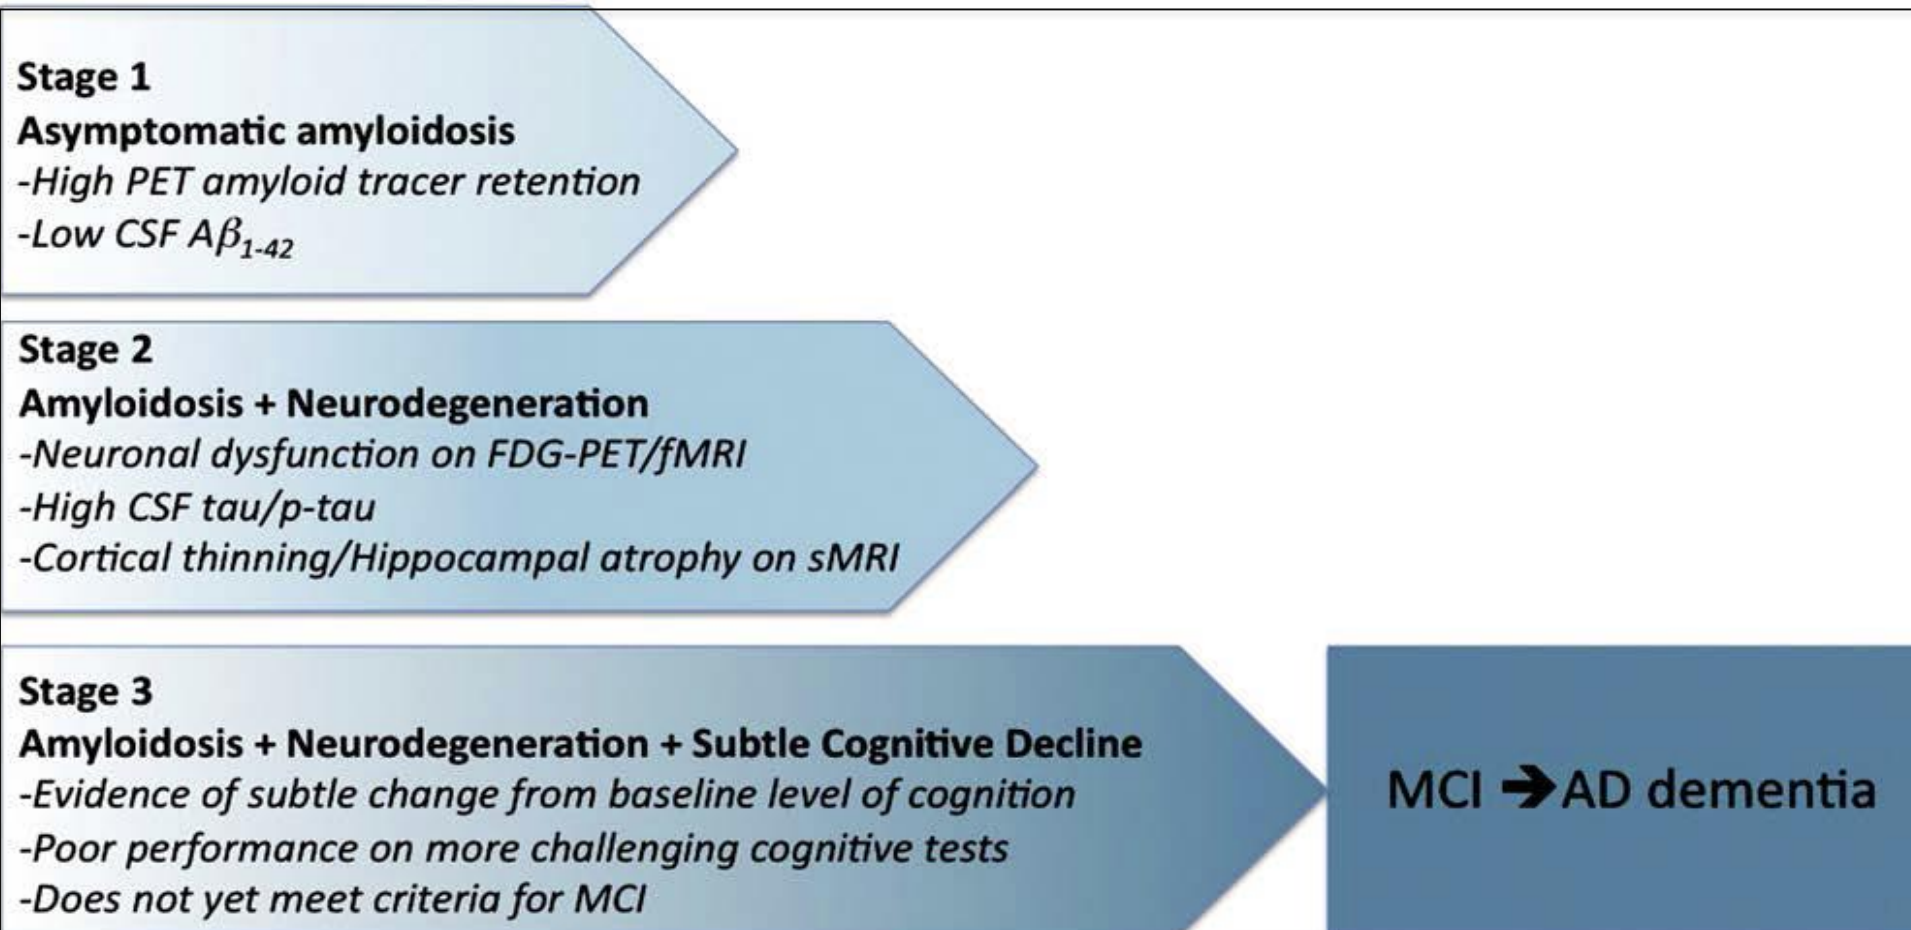 Stage 1
Asymptomatic amyloidosis
-High PET amyloid tracer retention
-Low CSF Aβ1-42
Stage 2
Amyloidosis + Neurodegeneration
-Neuronal dysfunction on FDG-PET/fMRI
-High CSF tau/p-tau
-Cortical thinning/Hippocampal atrophy on sMRI
Stage 3
Amyloidosis + Neurodegeneration + Subtle Cognitive Decline
-Evidence of subtle change from baseline level of cognition
-Poor performance on more challenging cognitive tests
-Does not yet meet criteria for MCI
MCI ➔ AD dementia